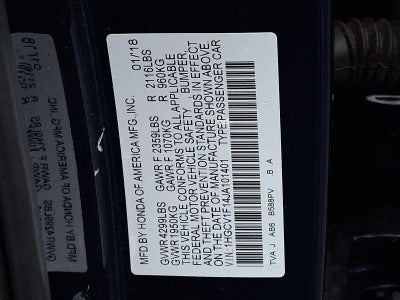 MFD BY HONDA OF AMERICA MFG.,INC. 01/'18
GVWR 4299LBS GAWR F 2359LBS R 2116LBS
GVWR 1950KG GAWR F 1070KG R 960KG
THIS VEHICLE CONFORMS TO ALL APPLICABLE
FEDERAL MOTOR VEHICLE SAFETY, BUMPER,
AND THEFT PREVENTION STANDARDS IN EFFECT
ON THE DATE OF MANUFACTURE SHOWN ABOVE.
V.I.N: 1HGCV1F14JA101401 TYPE:PASSENGER CAR
TVA J AB6 B588PV B A